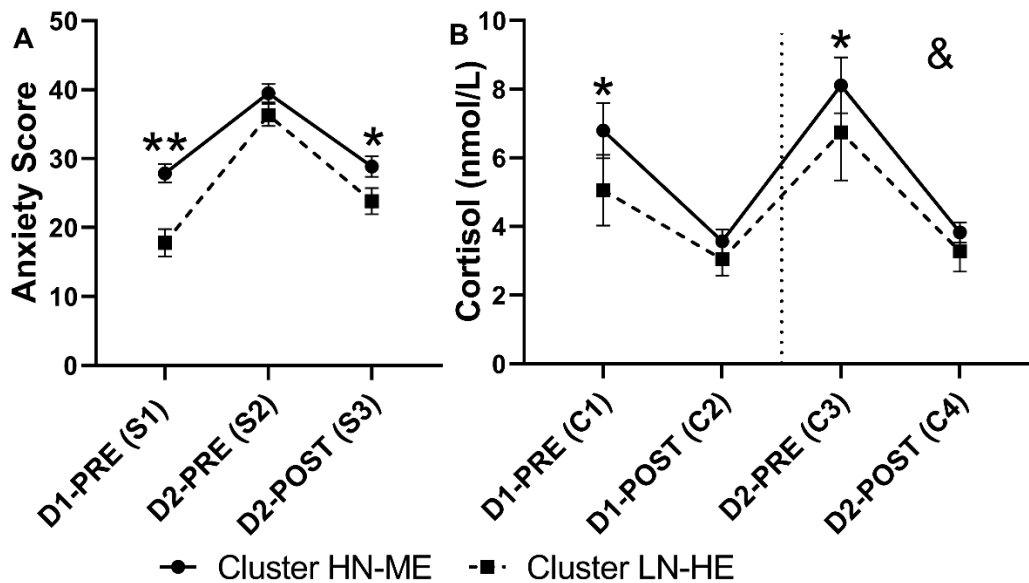 A
Anxiety Score
50
40
30
20
10
0
**
*
D1-PRE (S1)
D2-PRE (S2)
D2-POST (S3)
B
Cortisol (nmol/L)
10
8
6
4
2
0
*
*
&
D1-PRE (C1)
D1-POST (C2)
D2-PRE (C3)
D2-POST (C4)
Cluster HN-ME
Cluster LN-HE